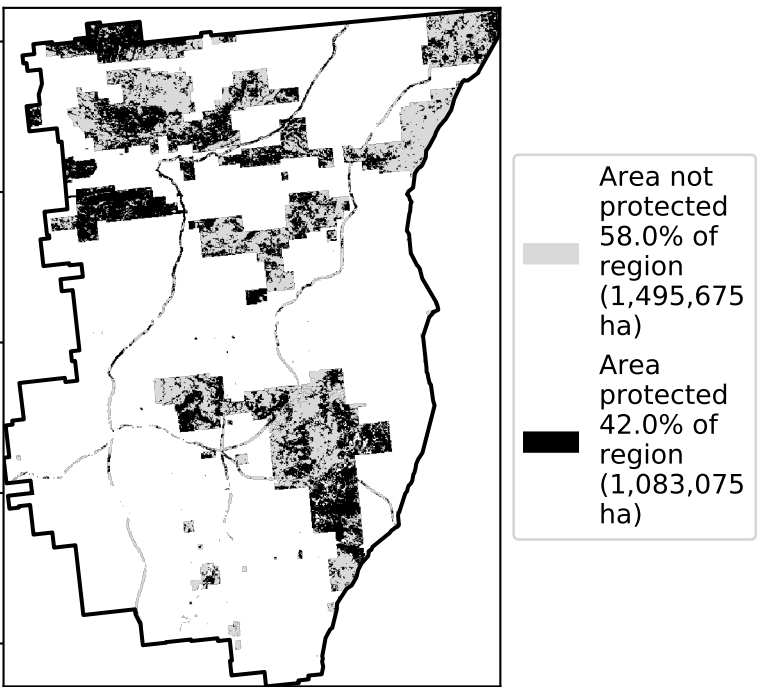 Area not
protected
58.0% of
region
(1,495,675
ha)
Area
protected
42.0% of
region
(1,083,075
ha)